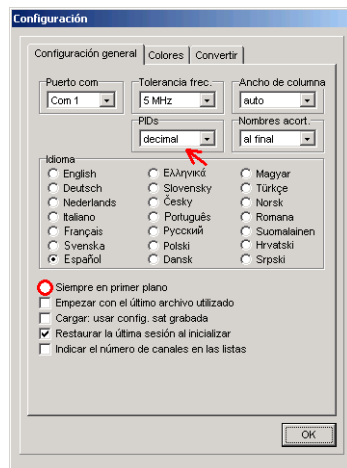 Configuración
Configuración general Colores Convertir
Puerto com Tolerancia frec. Ancho de columna
Com 1 5 MHz auto
PIDs Nombres acort.
decimal al final
Idioma
English Ελληνικά Magyar
Deutsch Slovensky Türkçe
Nederlands Česky Norsk
Italiano Português Romana
Français Русский Suomalainen
Svenska Polski Hrvatski
Español Dansk Srpski
Siempre en primer plano
Empezar con el último archivo utilizado
Cargar: usar config. sat grabada
Restaurar la última sesión al inicializar
Indicar el número de canales en las listas
OK